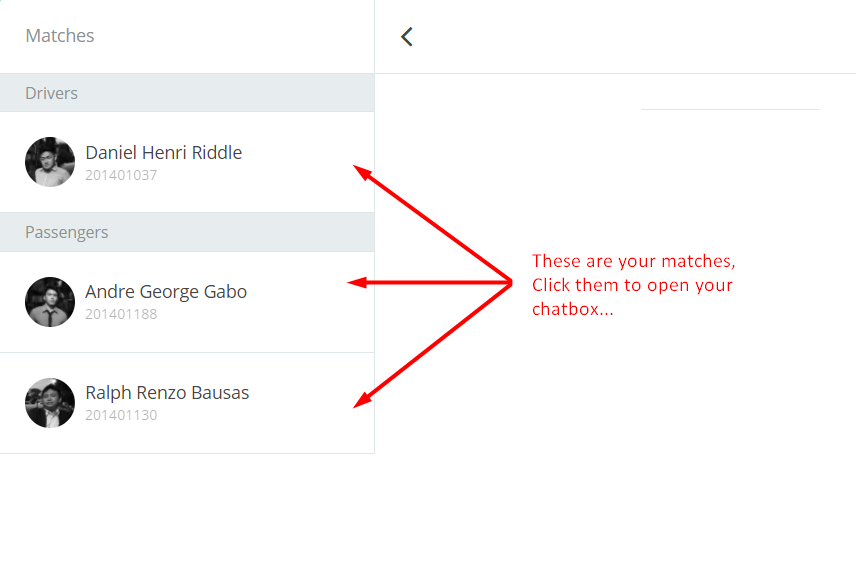 Matches
Drivers
Daniel Henri Riddle
201401037
Passengers
Andre George Gabo
201401188
Ralph Renzo Bausas
201401130
These are your matches,
Click them to open your
chatbox...